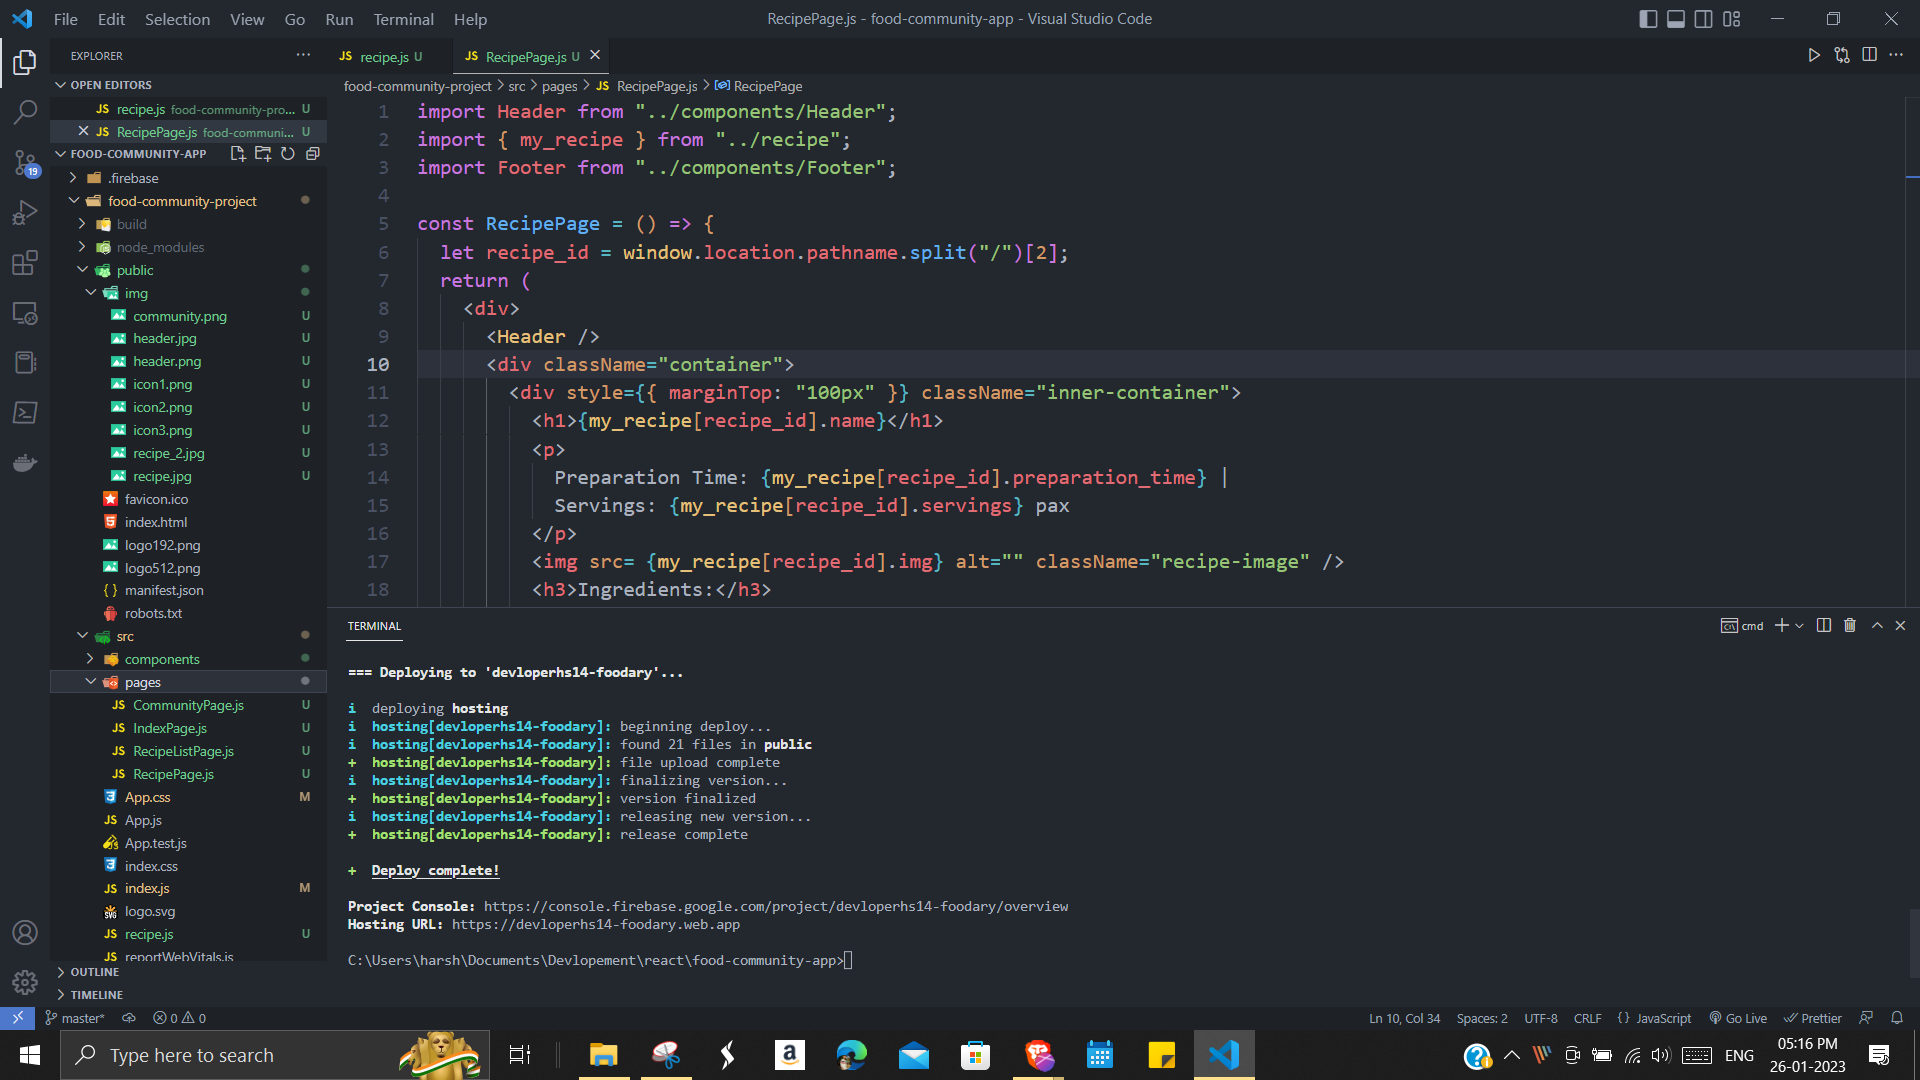 File Edit Selection View Go Run Terminal Help
RecipePage.js - food-community-app - Visual Studio Code
EXPLORER
OPEN EDITORS
JS recipe.js food-community-pro... U
JS RecipePage.js food-communi... U
FOOD-COMMUNITY-APP
.firebase
food-community-project
build
node_modules
public
img
community.png U
header.jpg U
header.png U
icon1.png U
icon2.png U
icon3.png U
recipe_2.jpg U
recipe.jpg U
favicon.ico
index.html
logo192.png
logo512.png
manifest.json
robots.txt
src
components
pages
JS CommunityPage.js U
JS IndexPage.js U
JS RecipeListPage.js U
JS RecipePage.js U
App.css M
JS App.js
App.test.js
index.css
JS index.js M
logo.svg
JS recipe.js U
JS reportWebVitals.js
OUTLINE
TIMELINE
19
JS recipe.js U
JS RecipePage.js U
food-community-project > src > pages > JS RecipePage.js > RecipePage
1 import Header from "../components/Header";
2 import { my_recipe } from "../recipe";
3 import Footer from "../components/Footer";
4
5 const RecipePage = () => {
6 let recipe_id = window.location.pathname.split("/")[2];
7 return (
8 <div>
9 <Header />
10 <div className="container">
11 <div style={{ marginTop: "100px" }} className="inner-container">
12 <h1>{my_recipe[recipe_id].name}</h1>
13 <p>
14 Preparation Time: {my_recipe[recipe_id].preparation_time} |
15 Servings: {my_recipe[recipe_id].servings} pax
16 </p>
17 <img src= {my_recipe[recipe_id].img} alt="" className="recipe-image" />
18 <h3>Ingredients:</h3>
TERMINAL
cmd
=== Deploying to 'devloperhs14-foodary'...
i deploying hosting
i hosting[devloperhs14-foodary]: beginning deploy...
i hosting[devloperhs14-foodary]: found 21 files in public
+ hosting[devloperhs14-foodary]: file upload complete
i hosting[devloperhs14-foodary]: finalizing version...
+ hosting[devloperhs14-foodary]: version finalized
i hosting[devloperhs14-foodary]: releasing new version...
+ hosting[devloperhs14-foodary]: release complete
+ Deploy complete!
Project Console: https://console.firebase.google.com/project/devloperhs14-foodary/overview
Hosting URL: https://devloperhs14-foodary.web.app
C:\Users\harsh\Documents\Devlopement\react\food-community-app>
master* 0 0
Ln 10, Col 34 Spaces: 2 UTF-8 CRLF {} JavaScript Go Live Prettier
Type here to search
ENG
05:16 PM
26-01-2023